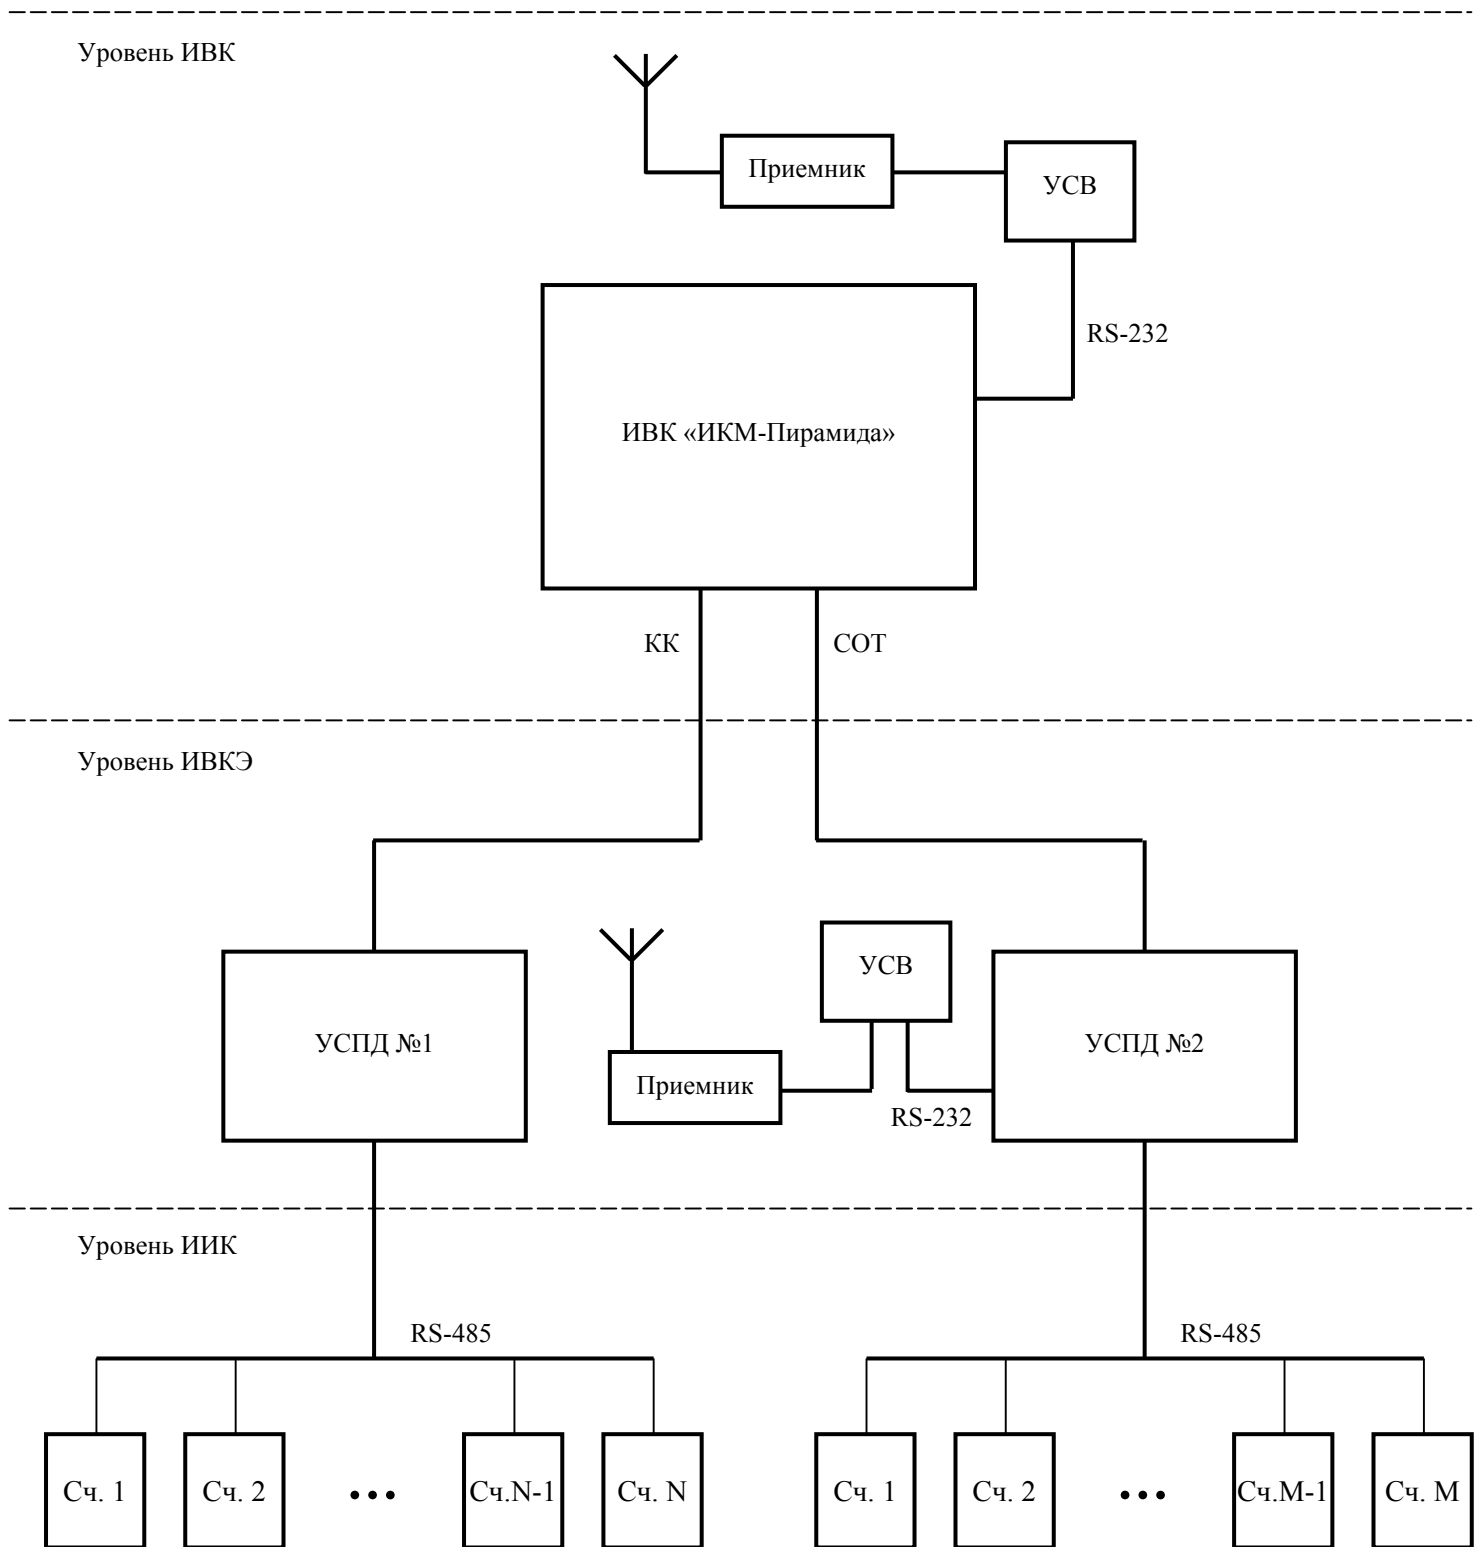 Уровень ИВК
Приемник
УСВ
RS-232
ИВК «ИКМ-Пирамида»
КК
СОТ
Уровень ИВКЭ
УСВ
УСПД №1
УСПД №2
Приемник
RS-232
Уровень ИИК
RS-485
RS-485
Сч. 1
Сч. 2
...
Сч.N-1
Сч. N
Сч. 1
Сч. 2
...
Сч.M-1
Сч. M